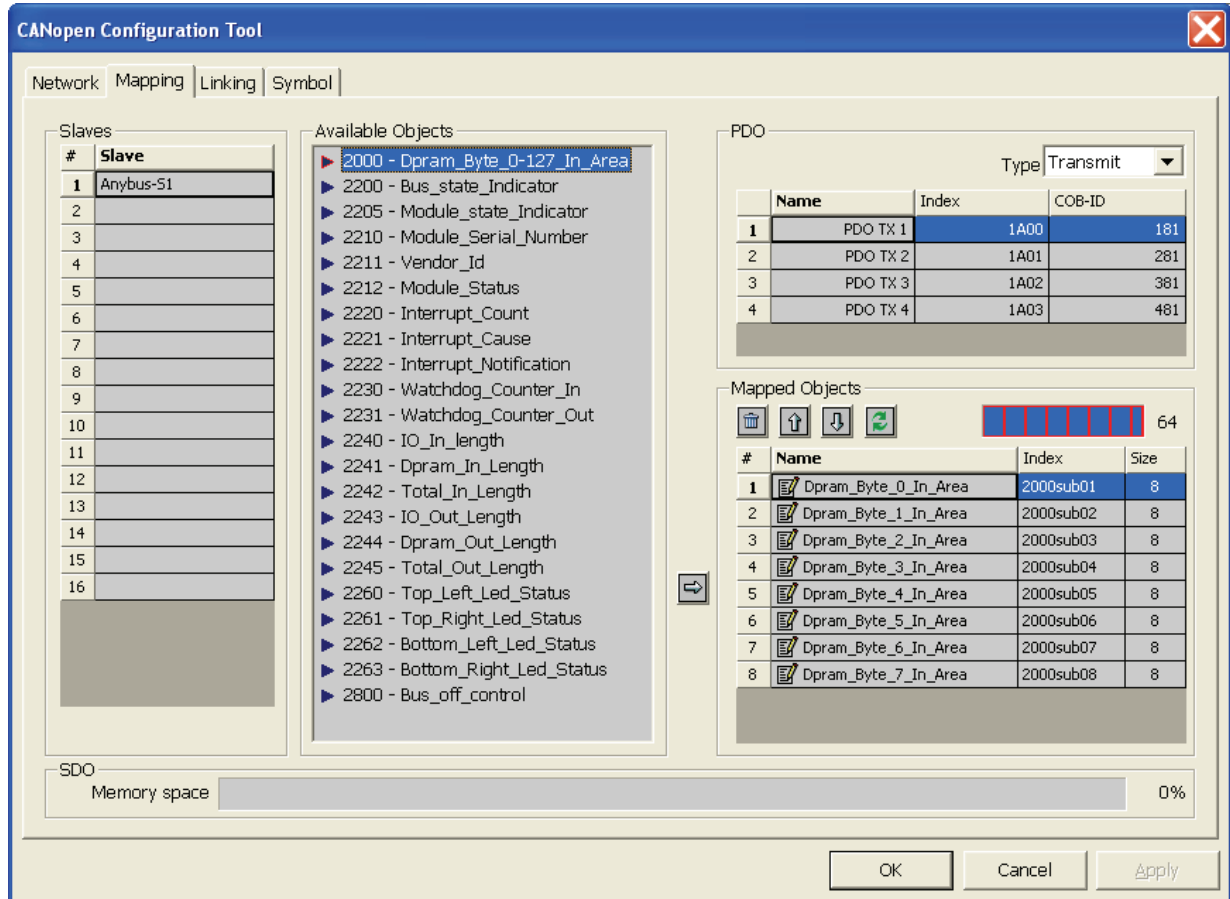 CANopen Configuration Tool
Network Mapping Linking Symbol
Slaves
# Slave
1 Anybus-S1
2
3
4
5
6
7
8
9
10
11
12
13
14
15
16
Available Objects
2000 - Dpram_Byte_0-127_In_Area
2200 - Bus_state_Indicator
2205 - Module_state_Indicator
2210 - Module_Serial_Number
2211 - Vendor_Id
2212 - Module_Status
2220 - Interrupt_Count
2221 - Interrupt_Cause
2222 - Interrupt_Notification
2230 - Watchdog_Counter_In
2231 - Watchdog_Counter_Out
2240 - IO_In_length
2241 - Dpram_In_Length
2242 - Total_In_Length
2243 - IO_Out_Length
2244 - Dpram_Out_Length
2245 - Total_Out_Length
2260 - Top_Left_Led_Status
2261 - Top_Right_Led_Status
2262 - Bottom_Left_Led_Status
2263 - Bottom_Right_Led_Status
2800 - Bus_off_control
PDO
Type Transmit
Name Index COB-ID
1 PDO TX 1 1A00 181
2 PDO TX 2 1A01 281
3 PDO TX 3 1A02 381
4 PDO TX 4 1A03 481
Mapped Objects
64
# Name Index Size
1 Dpram_Byte_0_In_Area 2000sub01 8
2 Dpram_Byte_1_In_Area 2000sub02 8
3 Dpram_Byte_2_In_Area 2000sub03 8
4 Dpram_Byte_3_In_Area 2000sub04 8
5 Dpram_Byte_4_In_Area 2000sub05 8
6 Dpram_Byte_5_In_Area 2000sub06 8
7 Dpram_Byte_6_In_Area 2000sub07 8
8 Dpram_Byte_7_In_Area 2000sub08 8
SDO
Memory space 0%
OK Cancel Apply